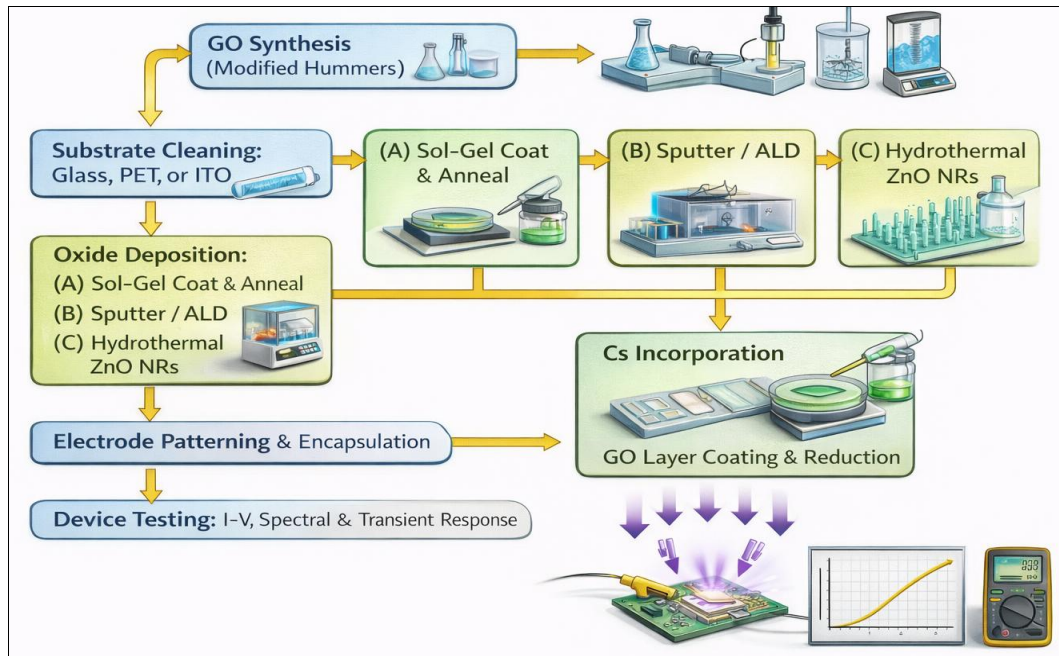 GO Synthesis
(Modified Hummers)
Substrate Cleaning:
Glass, PET, or ITO
(A) Sol-Gel Coat
& Anneal
(B) Sputter / ALD
(C) Hydrothermal
ZnO NRs
Oxide Deposition:
(A) Sol-Gel Coat & Anneal
(B) Sputter / ALD
(C) Hydrothermal
ZnO NRs
Cs Incorporation
GO Layer Coating & Reduction
Electrode Patterning & Encapsulation
Device Testing: I-V, Spectral & Transient Response